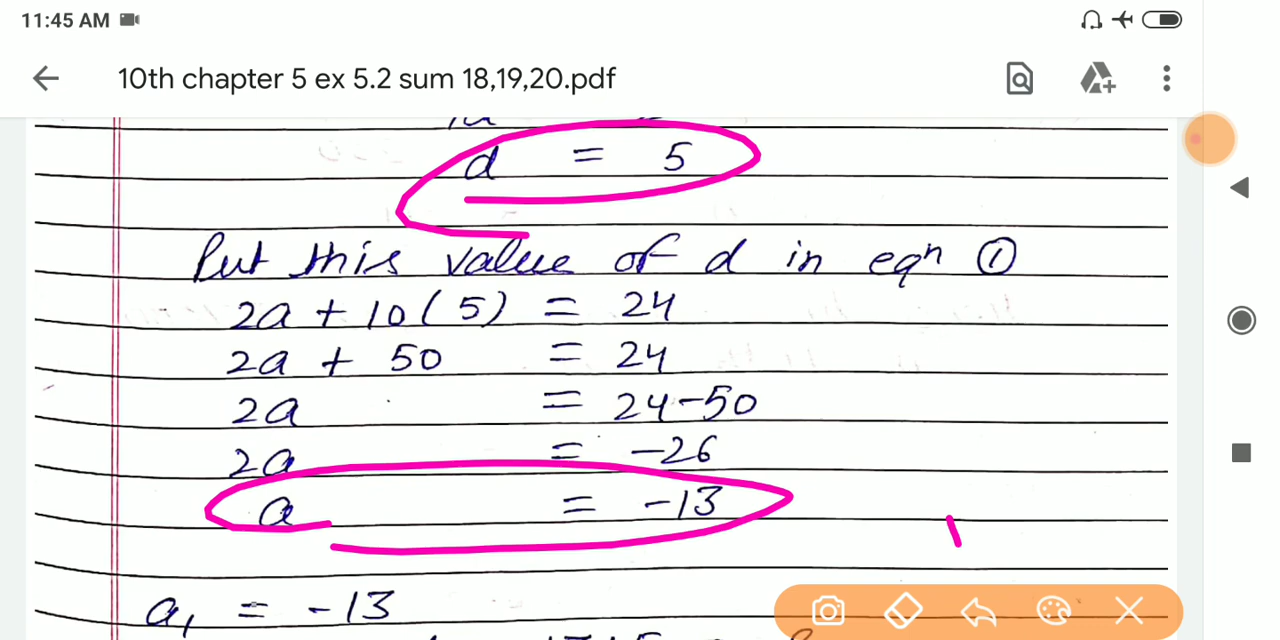 11:45 AM
10th chapter 5 ex 5.2 sum 18,19,20.pdf
d = 5
Put this value of d in eqn ①
2a + 10 ( 5 ) = 24
2a + 50 = 24
2a = 24-50
2a = -26
a = -13
a₁ = -13